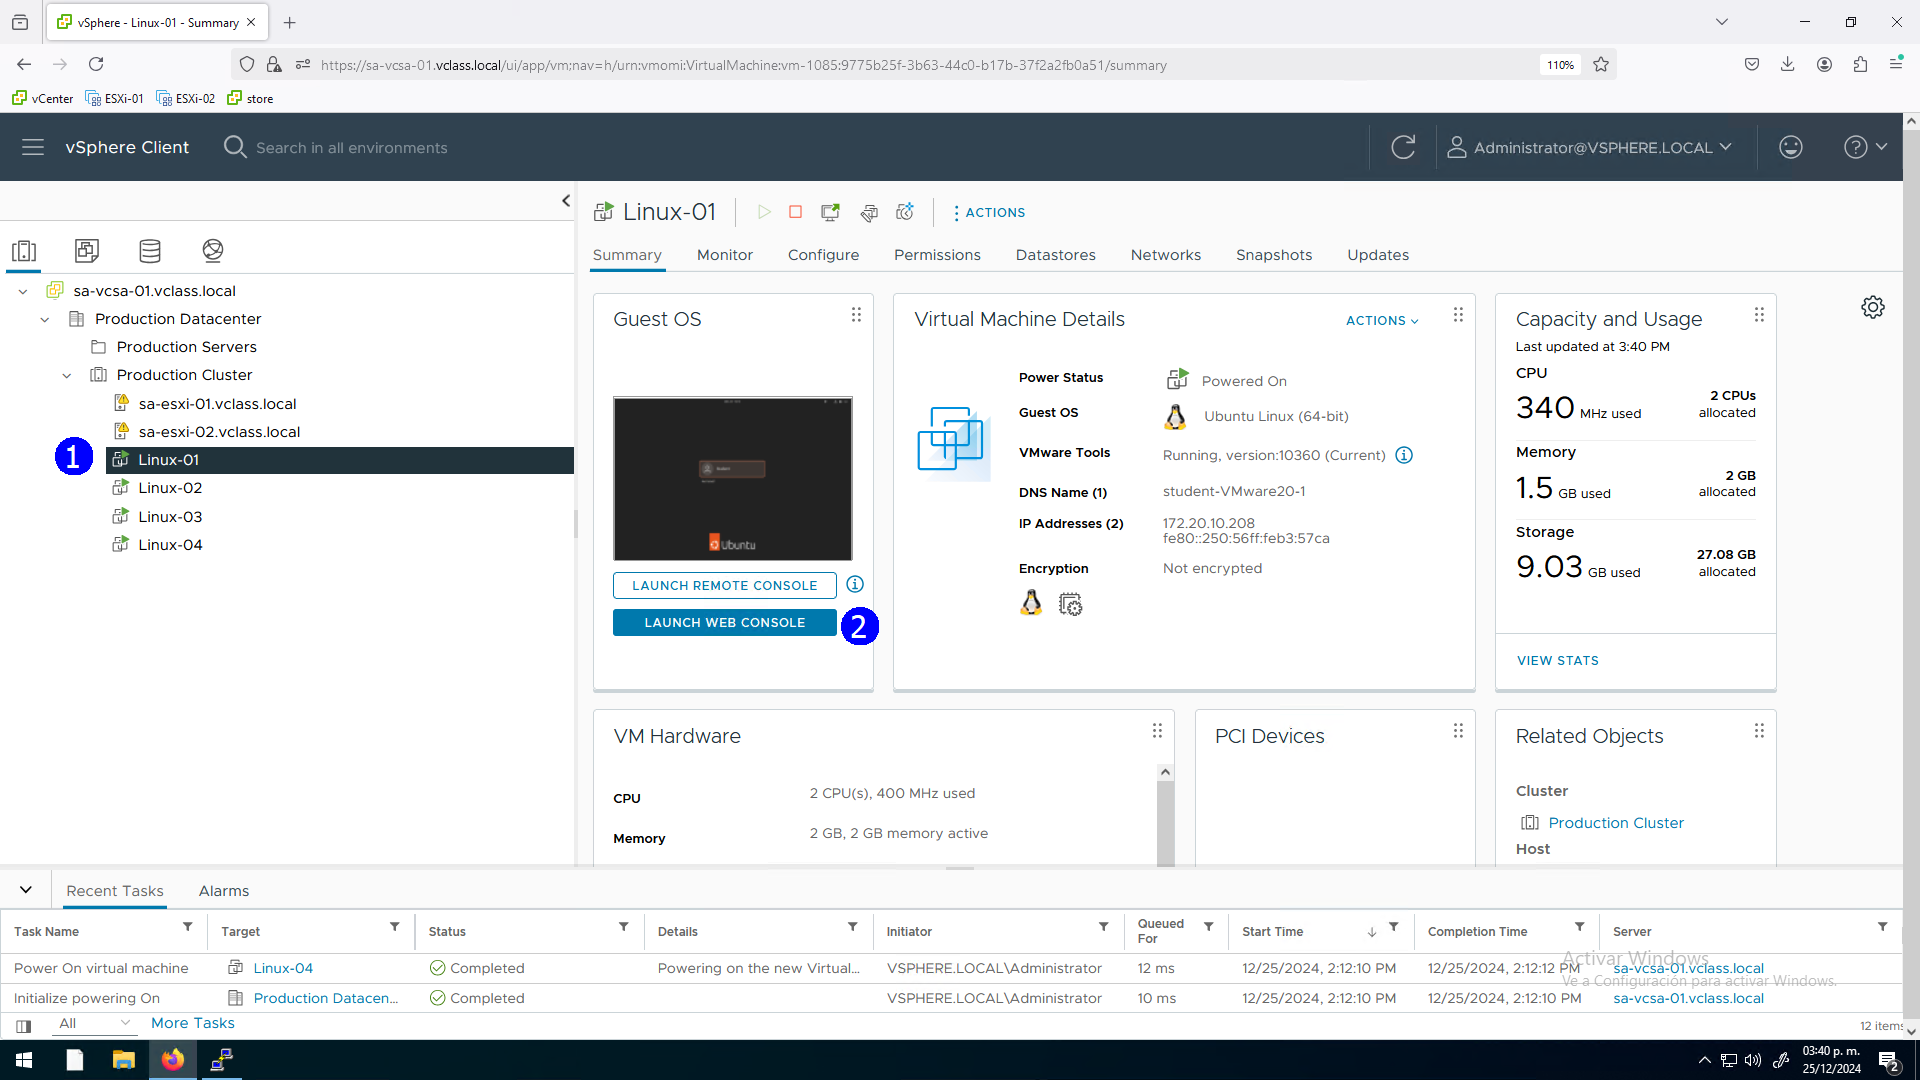 vSphere - Linux-01 - Summary
https://sa-vcsa-01.vclass.local/ui/app/vm;nav=h/urn:vmomi:VirtualMachine:vm-1085:9775b25f-3b63-44c0-b17b-37f2a2fb0a51/summary
110%
vCenter
ESXi-01
ESXi-02
store
vSphere Client
Search in all environments
Administrator@VSPHERE.LOCAL
Linux-01
ACTIONS
Summary
Monitor
Configure
Permissions
Datastores
Networks
Snapshots
Updates
sa-vcsa-01.vclass.local
Production Datacenter
Production Servers
Production Cluster
sa-esxi-01.vclass.local
sa-esxi-02.vclass.local
1
Linux-01
Linux-02
Linux-03
Linux-04
Guest OS
Ubuntu
LAUNCH REMOTE CONSOLE
LAUNCH WEB CONSOLE
2
Virtual Machine Details
ACTIONS
Power Status
Powered On
Guest OS
Ubuntu Linux (64-bit)
VMware Tools
Running, version:10360 (Current)
DNS Name (1)
student-VMware20-1
IP Addresses (2)
172.20.10.208
fe80::250:56ff:feb3:57ca
Encryption
Not encrypted
Capacity and Usage
Last updated at 3:40 PM
CPU
340 MHz used
2 CPUs
allocated
Memory
1.5 GB used
2 GB
allocated
Storage
9.03 GB used
27.08 GB
allocated
VIEW STATS
VM Hardware
CPU
2 CPU(s), 400 MHz used
Memory
2 GB, 2 GB memory active
PCI Devices
Related Objects
Cluster
Production Cluster
Host
Recent Tasks
Alarms
Task Name
Target
Status
Details
Initiator
Queued
For
Start Time
Completion Time
Server
Power On virtual machine
Linux-04
Completed
Powering on the new Virtual...
VSPHERE.LOCAL\Administrator
12 ms
12/25/2024, 2:12:10 PM
12/25/2024, 2:12:12 PM
sa-vcsa-01.vclass.local
Initialize powering On
Production Datacen...
Completed
VSPHERE.LOCAL\Administrator
10 ms
12/25/2024, 2:12:10 PM
12/25/2024, 2:12:10 PM
sa-vcsa-01.vclass.local
Activar Windows
Ve a Configuración para activar Windows.
All
More Tasks
12 items
03:40 p. m.
25/12/2024
2